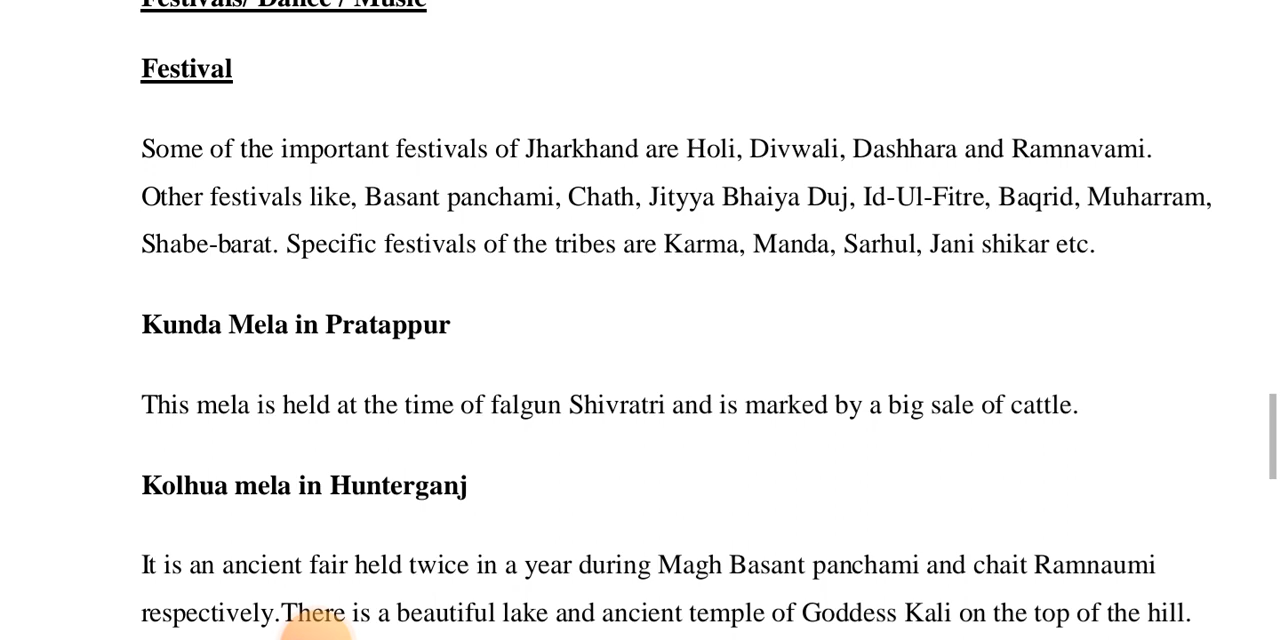 Festivals/ Dance / Music
Festival
Some of the important festivals of Jharkhand are Holi, Divwali, Dashhara and Ramnavami.
Other festivals like, Basant panchami, Chath, Jityya Bhaiya Duj, Id-Ul-Fitre, Baqrid, Muharram,
Shabe-barat. Specific festivals of the tribes are Karma, Manda, Sarhul, Jani shikar etc.
Kunda Mela in Pratappur
This mela is held at the time of falgun Shivratri and is marked by a big sale of cattle.
Kolhua mela in Hunterganj
It is an ancient fair held twice in a year during Magh Basant panchami and chait Ramnaumi
respectively.There is a beautiful lake and ancient temple of Goddess Kali on the top of the hill.